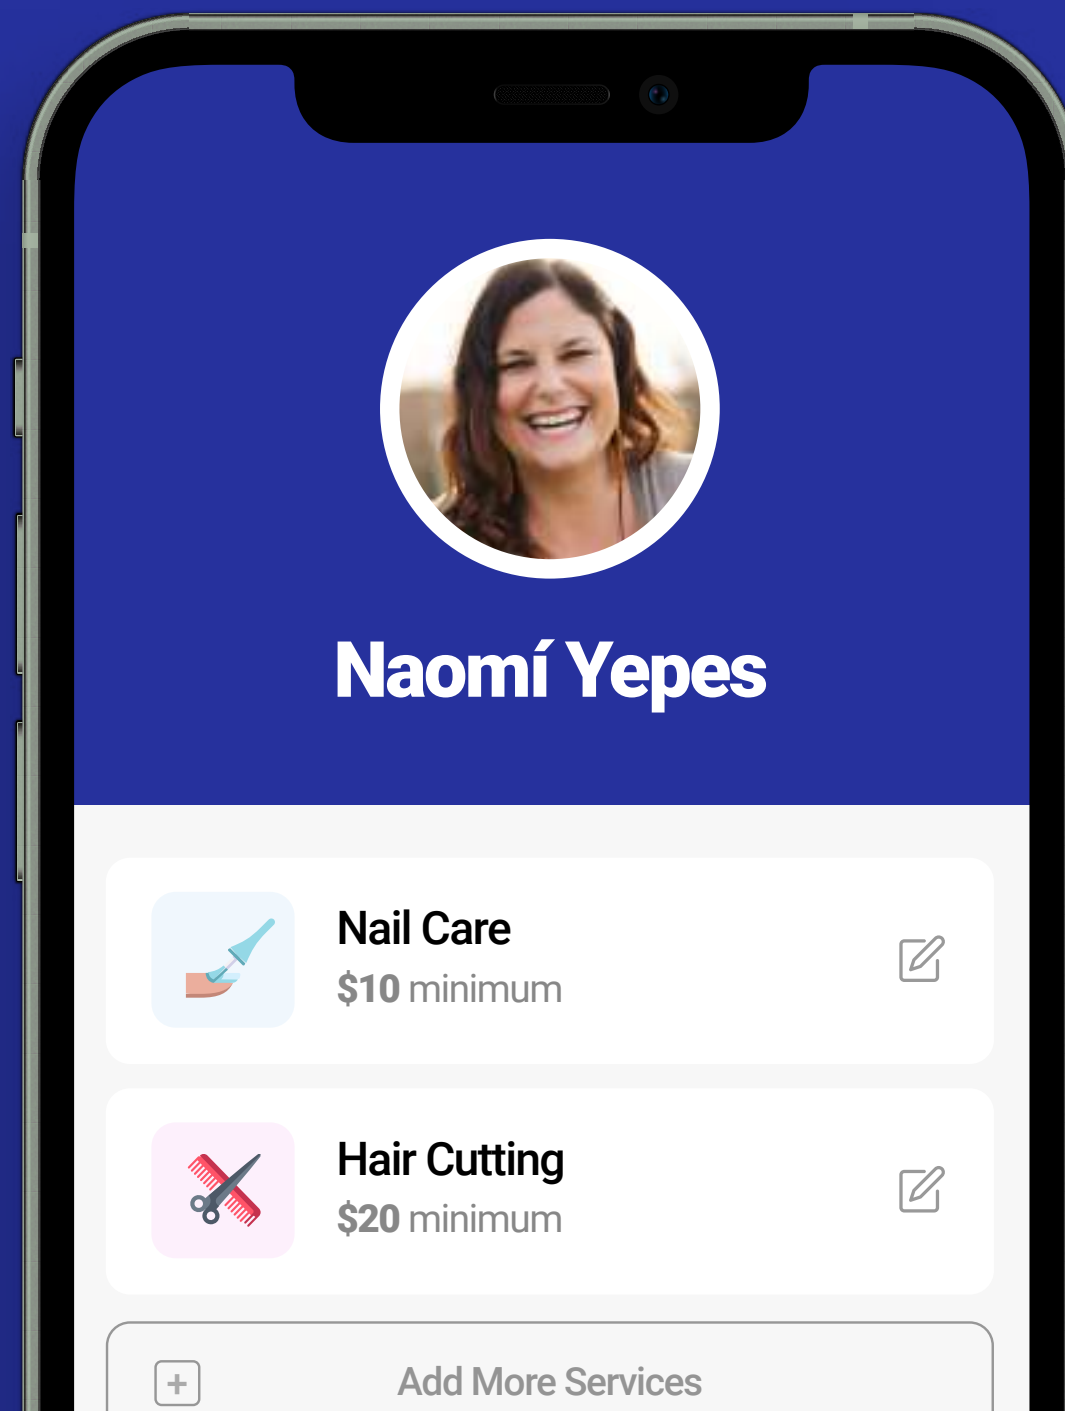 Naomí Yepes
Nail Care
$10 minimum
Hair Cutting
$20 minimum
Add More Services